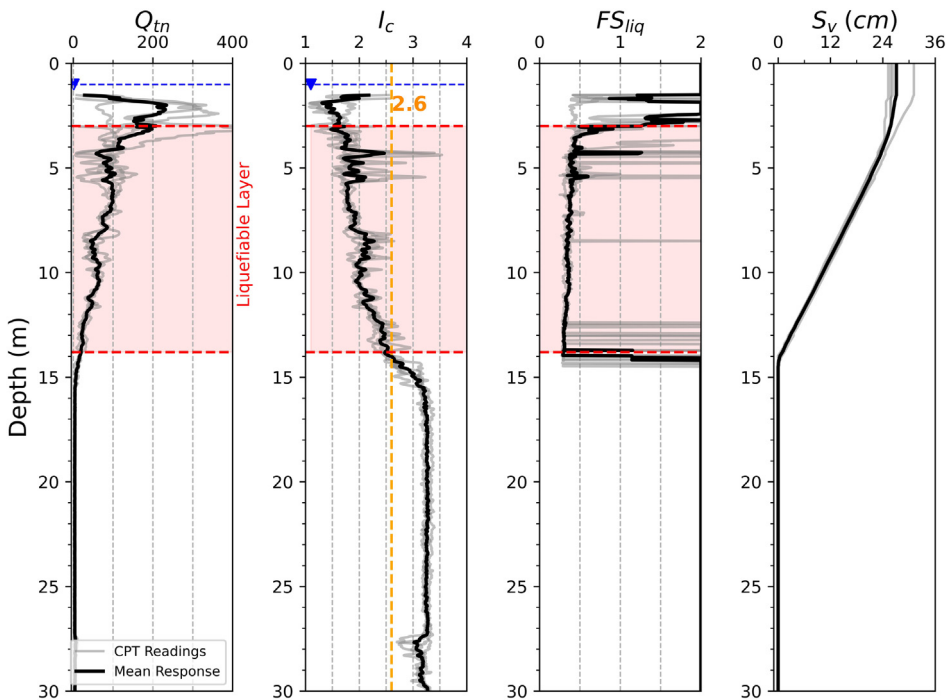 Q_tn
I_c
FS_liq
S_v (cm)
0 200 400
1 2 3 4
0 1 2
0 12 24 36
0 0 0 0
2.6
5 5 5 5
10 10 10 10
15 15 15 15
20 20 20 20
25 25 25 25
30 30 30 30
Depth (m)
Liquefiable Layer
CPT Readings
Mean Response